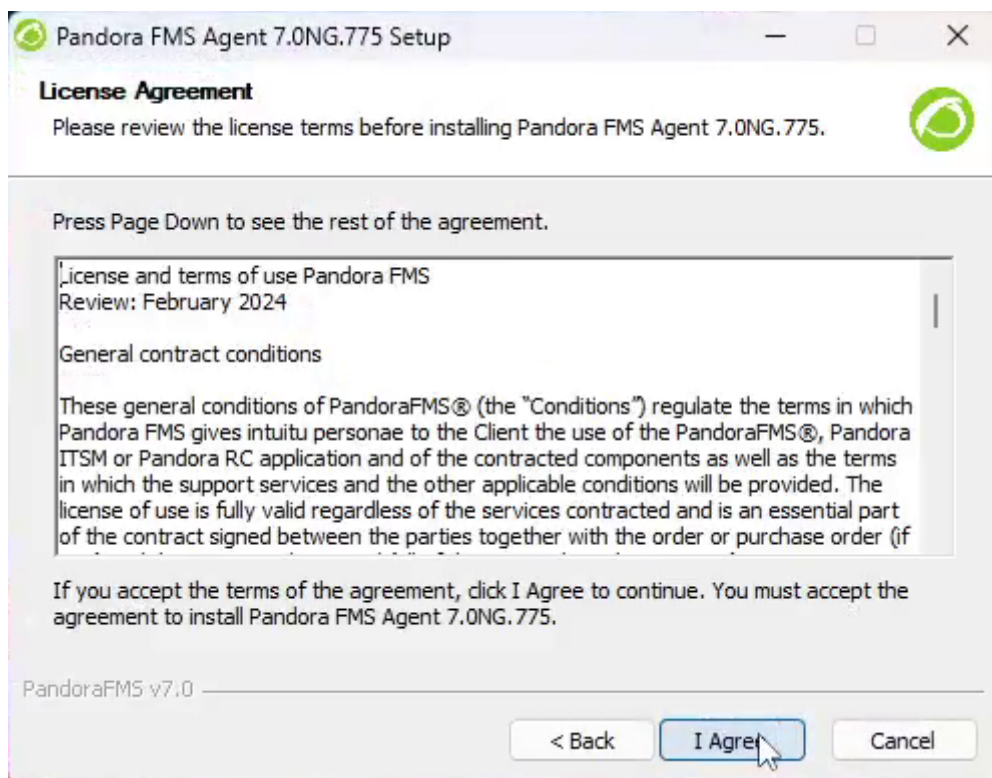 Pandora FMS Agent 7.0NG.775 Setup
License Agreement
Please review the license terms before installing Pandora FMS Agent 7.0NG.775.
Press Page Down to see the rest of the agreement.
License and terms of use Pandora FMS
Review: February 2024
General contract conditions
These general conditions of PandoraFMS® (the “Conditions”) regulate the terms in which
Pandora FMS gives intuitu personae to the Client the use of the PandoraFMS®, Pandora
ITSM or Pandora RC application and of the contracted components as well as the terms
in which the support services and the other applicable conditions will be provided. The
license of use is fully valid regardless of the services contracted and is an essential part
of the contract signed between the parties together with the order or purchase order (if
If you accept the terms of the agreement, click I Agree to continue. You must accept the
agreement to install Pandora FMS Agent 7.0NG.775.
PandoraFMS v7.0
< Back
I Agree
Cancel